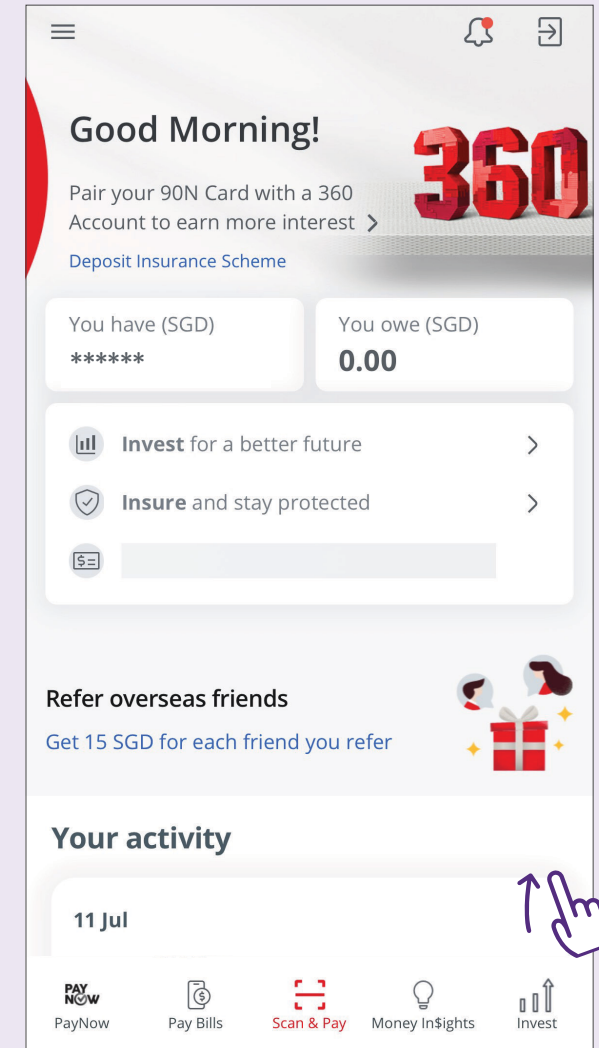 Good Morning!
360
Pair your 90N Card with a 360
Account to earn more interest >
Deposit Insurance Scheme
You have (SGD)
******
You owe (SGD)
0.00
Invest for a better future
Insure and stay protected
Refer overseas friends
Get 15 SGD for each friend you refer
Your activity
11 Jul
PAY
NOW
PayNow
Pay Bills
Scan & Pay
Money In$ights
Invest